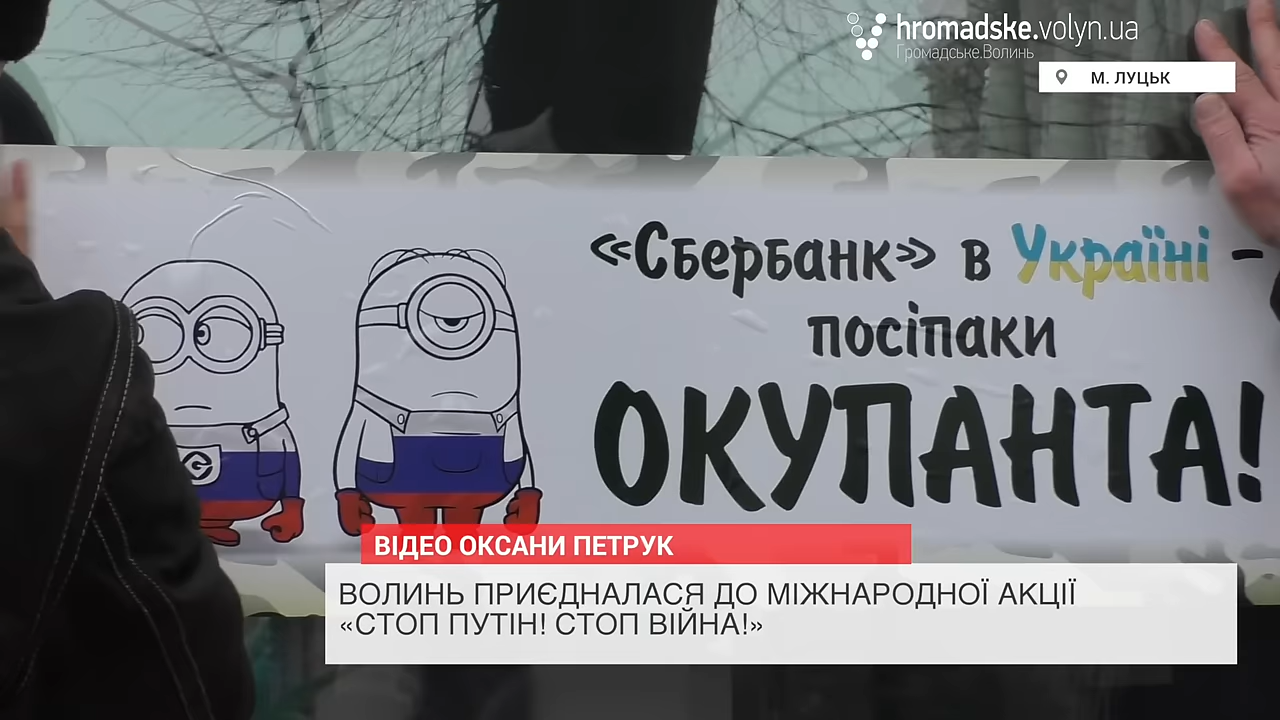 hromadske.volyn.ua
Громадське.Волинь
М. ЛУЦЬК
«Сбербанк» в Україні -
посіпаки
ОКУПАНТА!
ВІДЕО ОКСАНИ ПЕТРУК
ВОЛИНЬ ПРИЄДНАЛАСЯ ДО МІЖНАРОДНОЇ АКЦІЇ
«СТОП ПУТІН! СТОП ВІЙНА!»